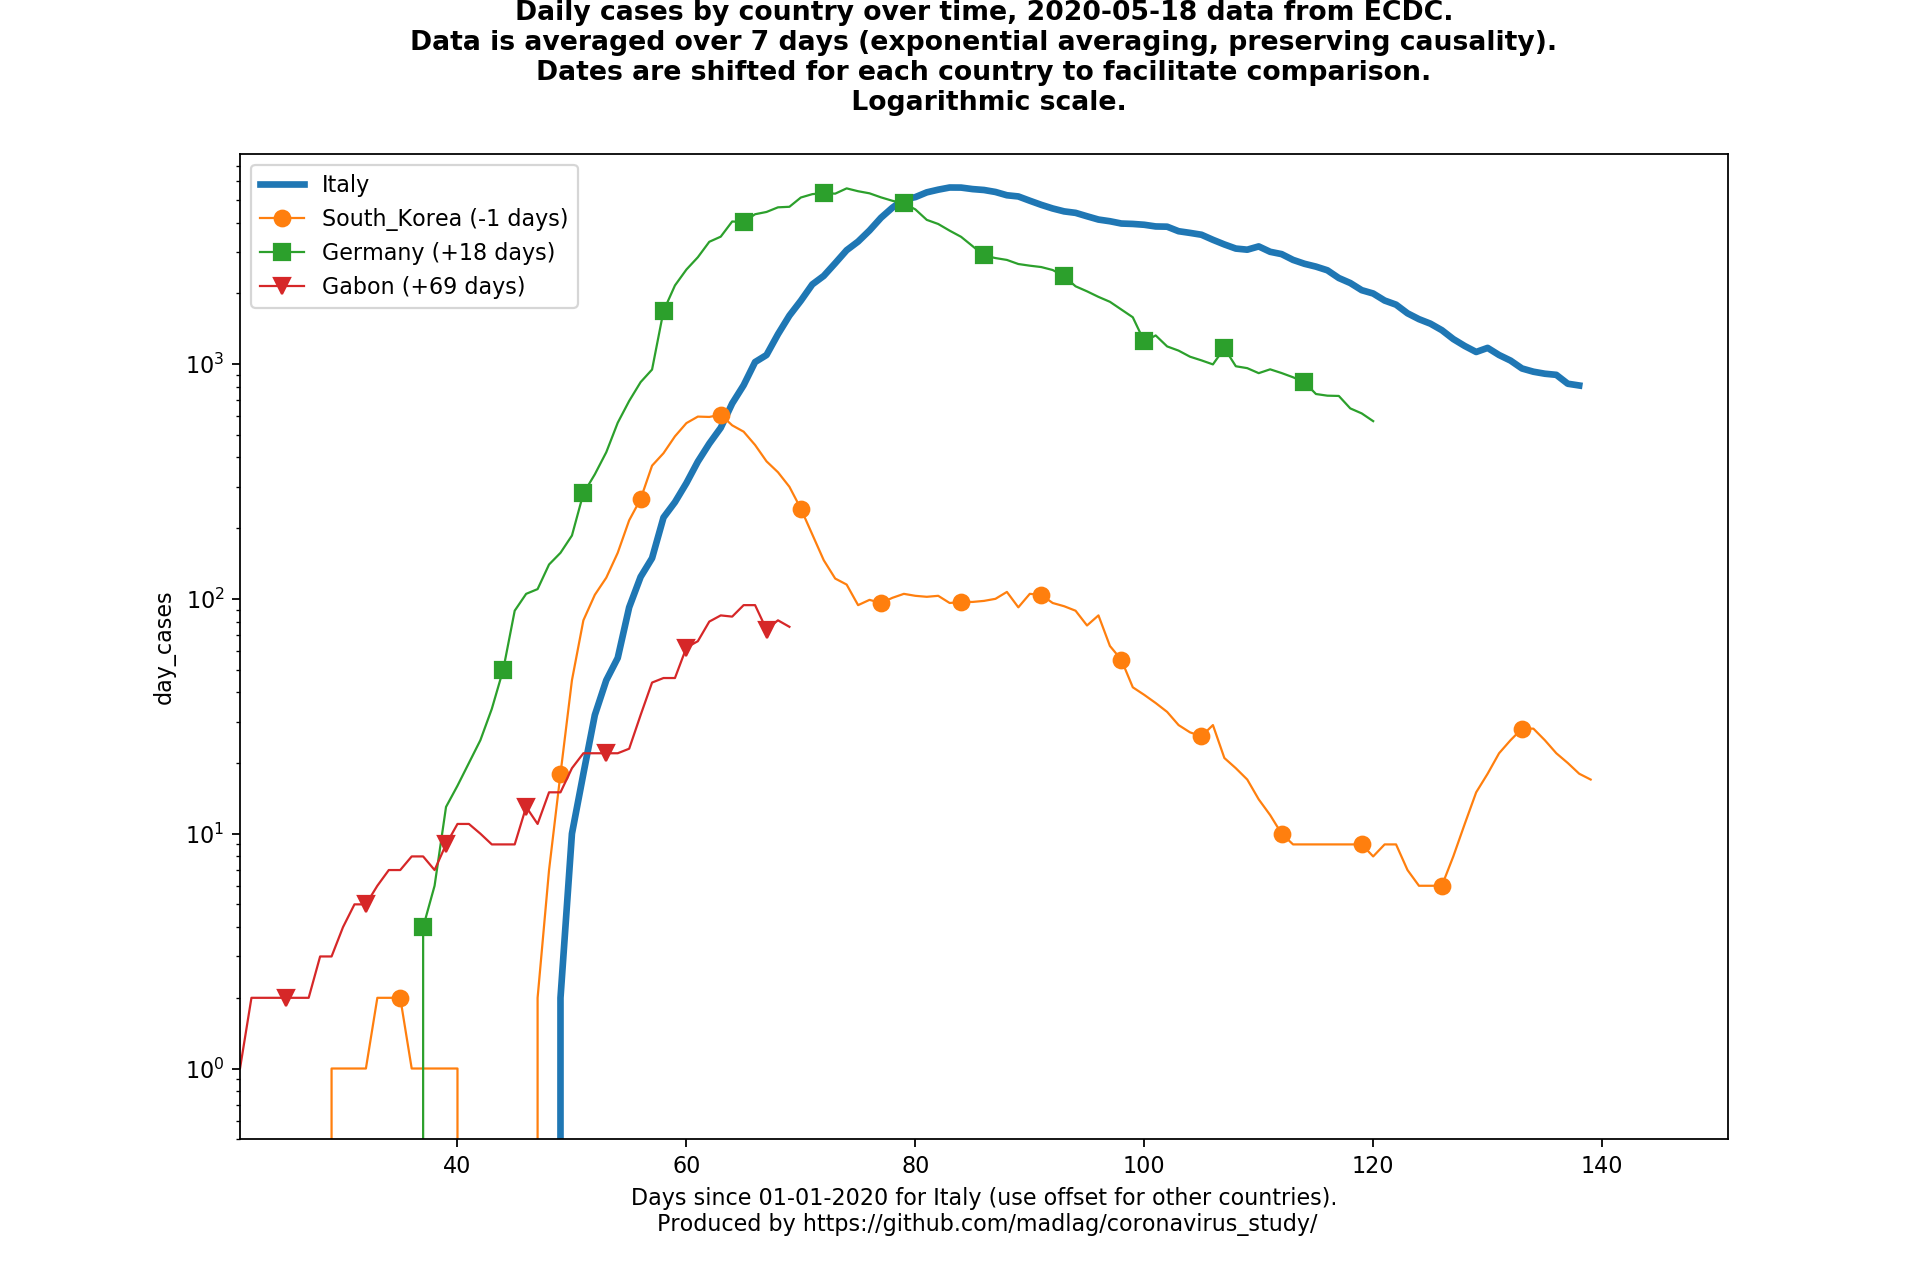 Daily cases by country over time, 2020-05-18 data from ECDC.
Data is averaged over 7 days (exponential averaging, preserving causality).
Dates are shifted for each country to facilitate comparison.
Logarithmic scale.
Italy
South_Korea (-1 days)
Germany (+18 days)
Gabon (+69 days)
day_cases
10³
10²
10¹
10⁰
40 60 80 100 120 140
Days since 01-01-2020 for Italy (use offset for other countries).
Produced by https://github.com/madlag/coronavirus_study/